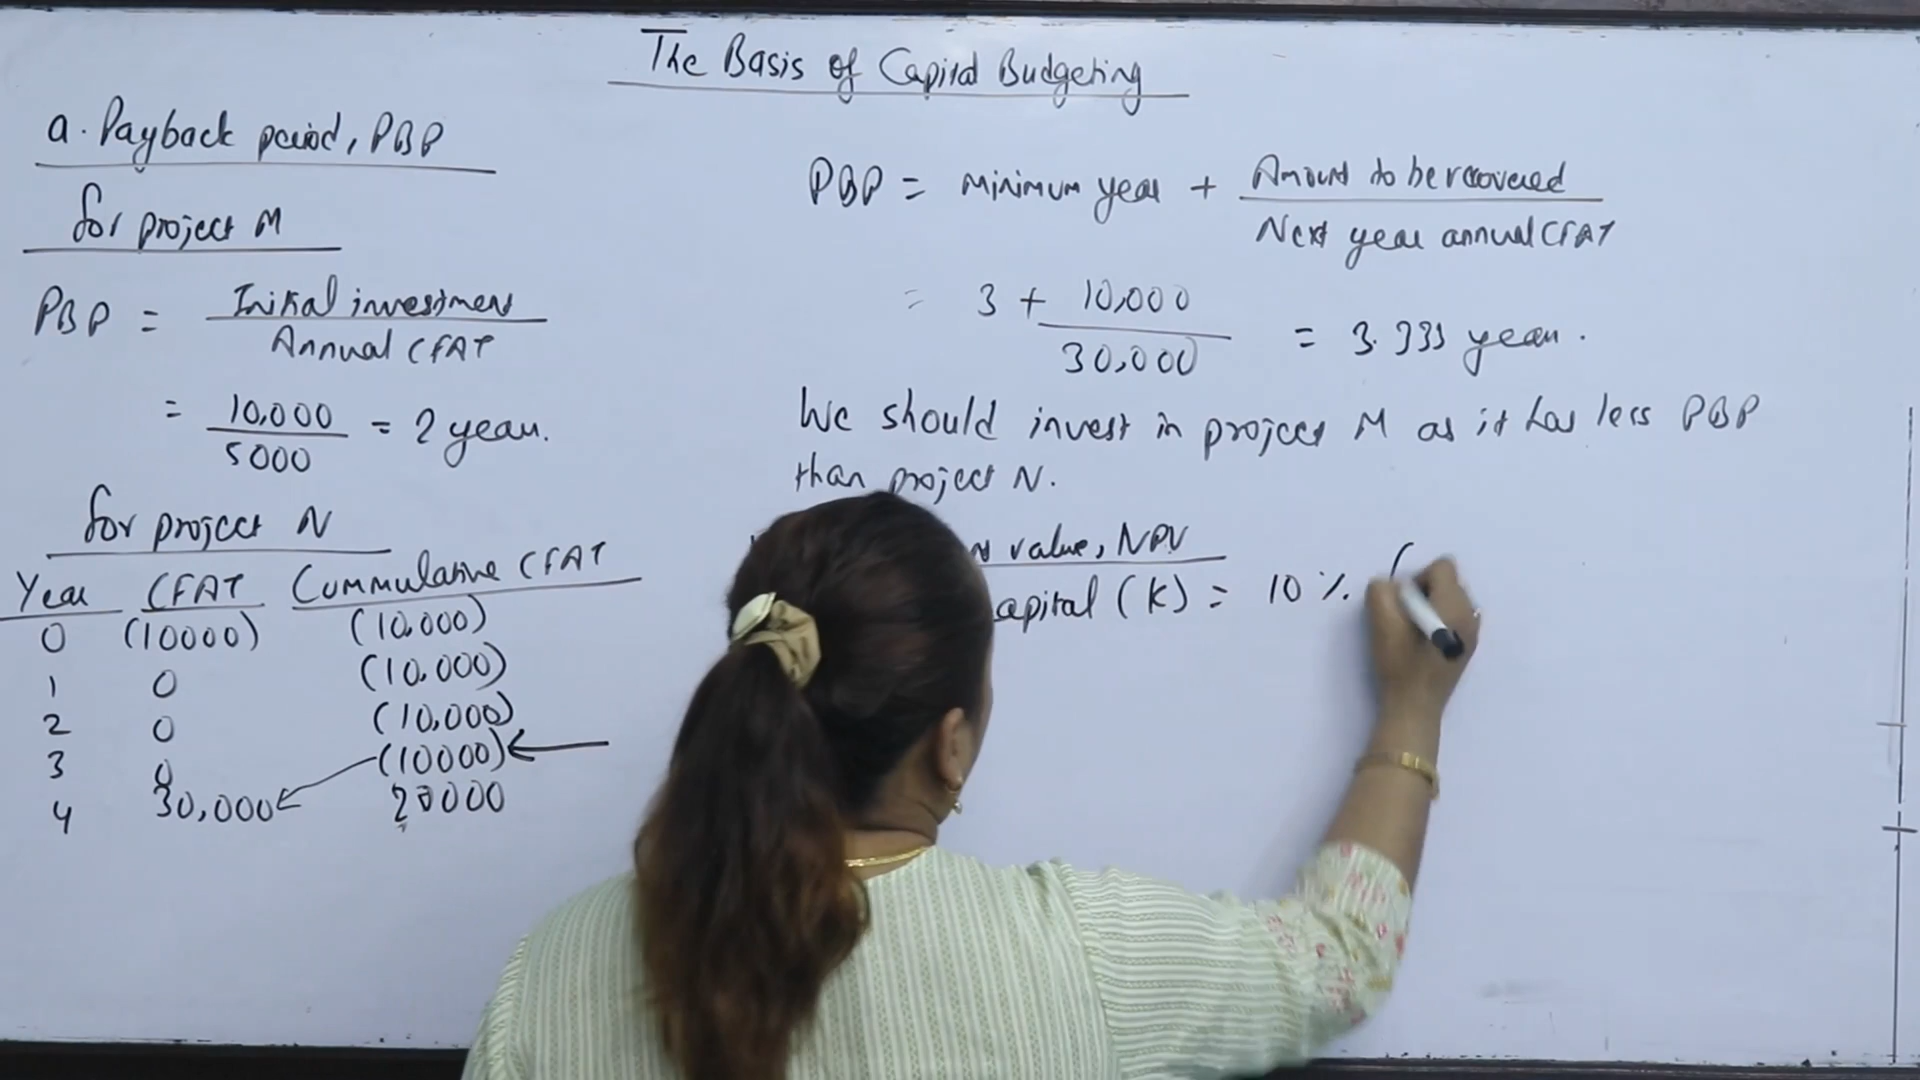 The Basis of Capital Budgeting
a. Payback period, PBP
for project M
PBP = Initial investment
Annual CFAT
= 10,000 = 2 year.
5000
for project N
Year CFAT Cummulative CFAT
0 (10000) (10,000)
1 0 (10,000)
2 0 (10,000)
3 0 (10000)
4 30,000 20000
PBP = minimum year + Amount to be recovered
Next year annual CFAT
= 3 + 10,000 = 3.333 year.
30,000
We should invest in project M as it has less PBP
than project N.
value, NPV
apital (K) = 10 % (